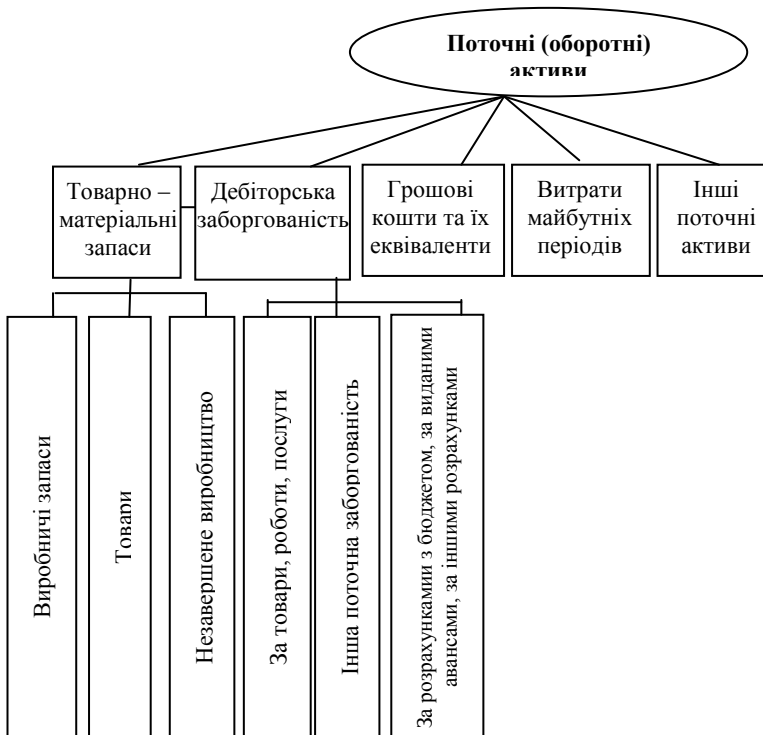 Поточні (оборотні)
активи
Товарно –
матеріальні
запаси
Дебіторська
заборгованість
Грошові
кошти та їх
еквіваленти
Витрати
майбутніх
періодів
Інші
поточні
активи
Виробничі запаси
Товари
Незавершене виробництво
За товари, роботи, послуги
Інша поточна заборгованість
За розрахункамии з бюджетом, за виданими
авансами, за іншими розрахунками